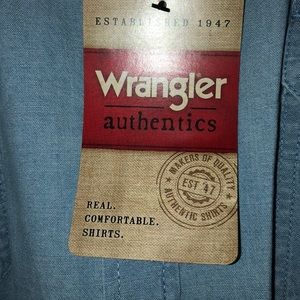 ESTABLISHED 1947
Wrangler
authentics
MAKERS OF QUALITY
EST '47
AUTHENTIC SHIRTS
REAL.
COMFORTABLE.
SHIRTS.